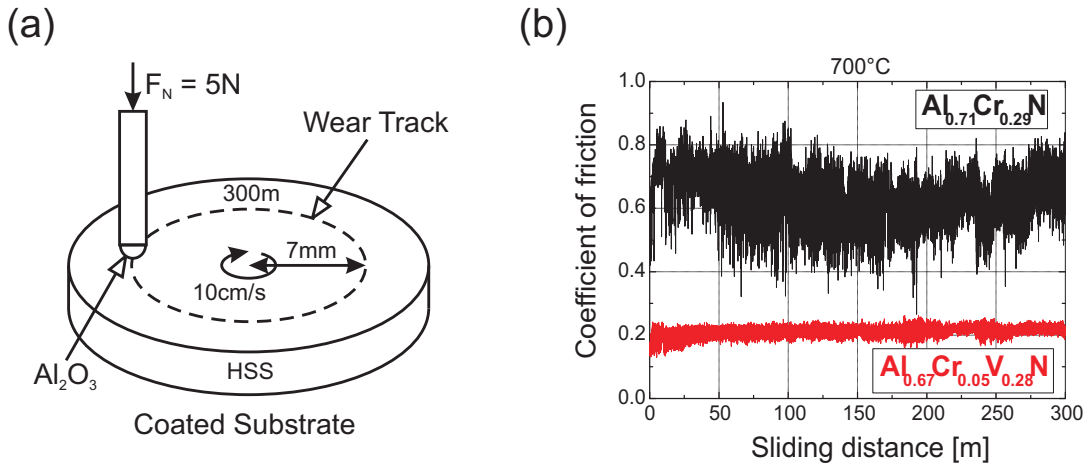 (a)
F_N = 5N
Wear Track
300m
7mm
10cm/s
Al₂O₃
HSS
Coated Substrate
(b)
700°C
1.0
0.8
0.6
0.4
0.2
0.0
Coefficient of friction
Al₀.₇₁Cr₀.₂₉N
Al₀.₆₇Cr₀.₀₅V₀.₂₈N
0 50 100 150 200 250 300
Sliding distance [m]